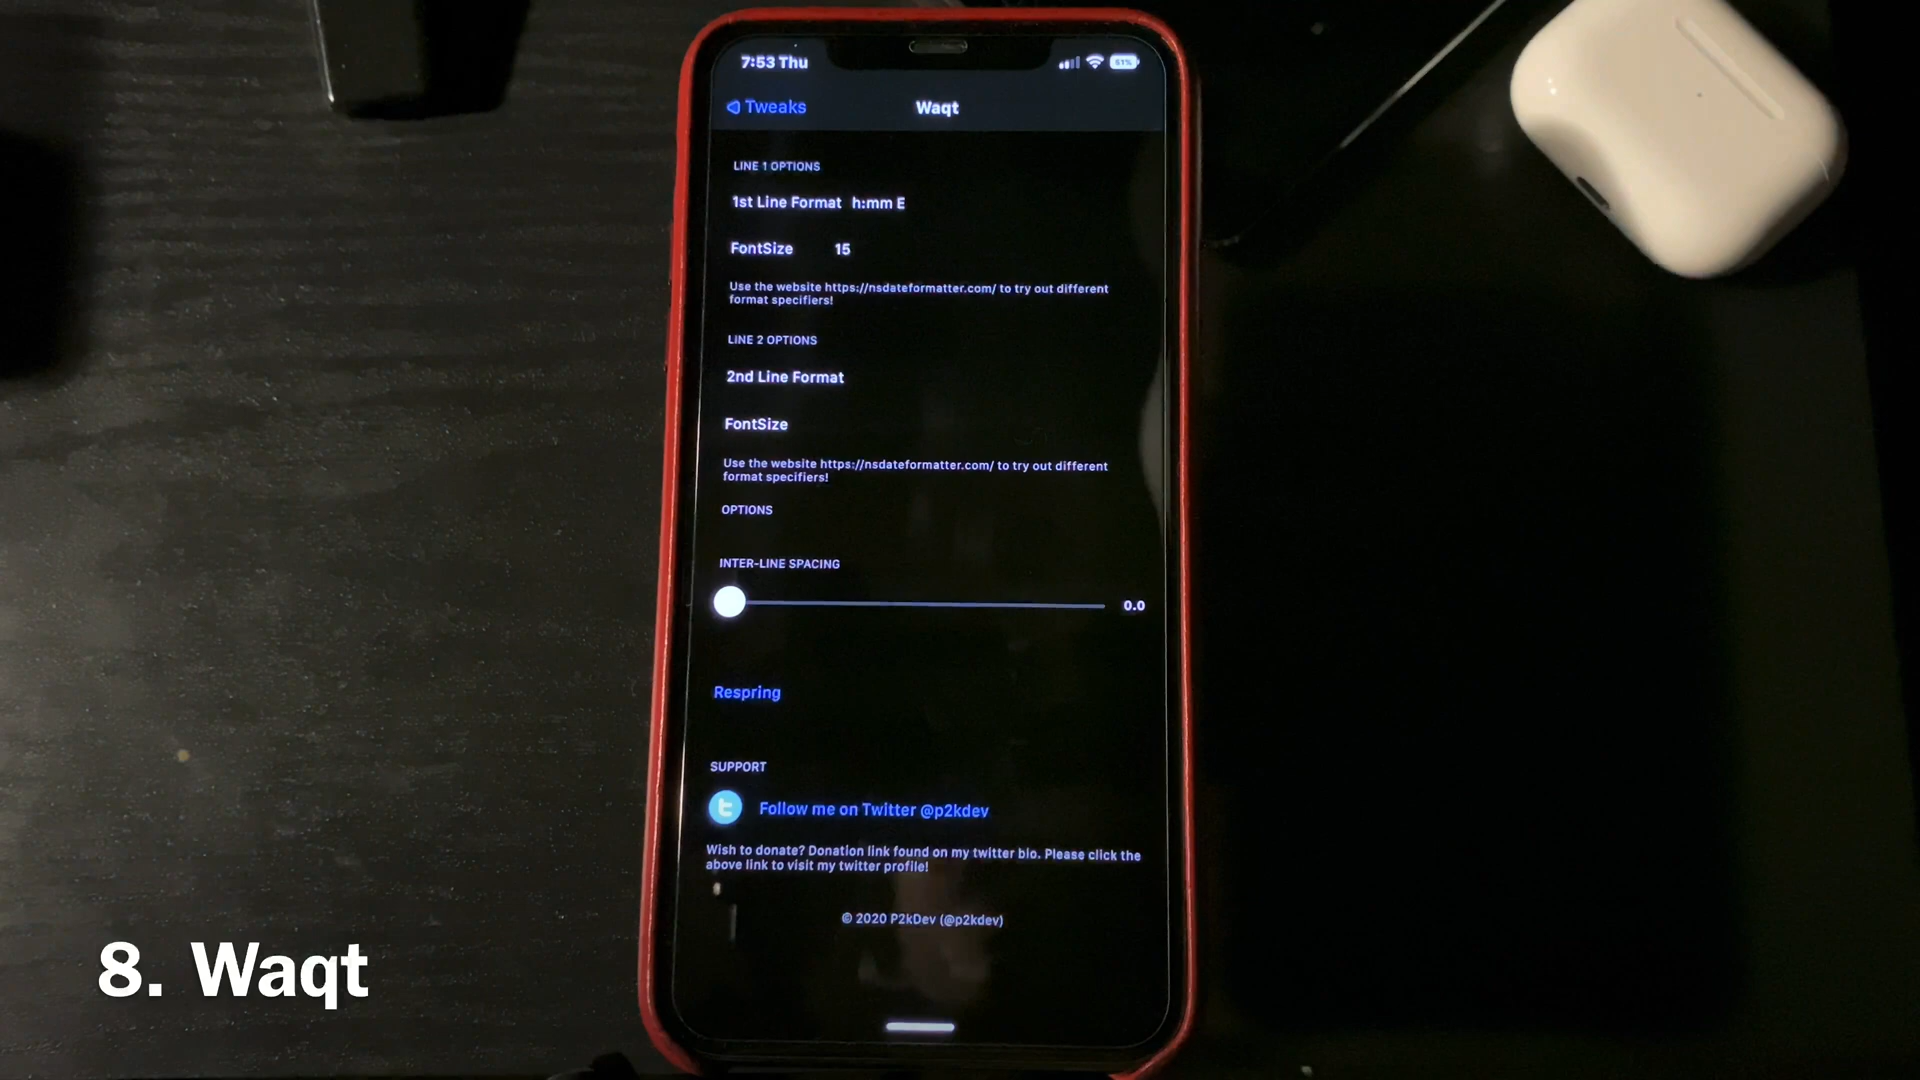 7:53 Thu
51%
Tweaks
Waqt
LINE 1 OPTIONS
1st Line Format h:mm E
FontSize 15
Use the website https://nsdateformatter.com/ to try out different
format specifiers!
LINE 2 OPTIONS
2nd Line Format
FontSize
Use the website https://nsdateformatter.com/ to try out different
format specifiers!
OPTIONS
INTER-LINE SPACING
0.0
Respring
SUPPORT
Follow me on Twitter @p2kdev
Wish to donate? Donation link found on my twitter bio. Please click the
above link to visit my twitter profile!
© 2020 P2kDev (@p2kdev)
8. Waqt